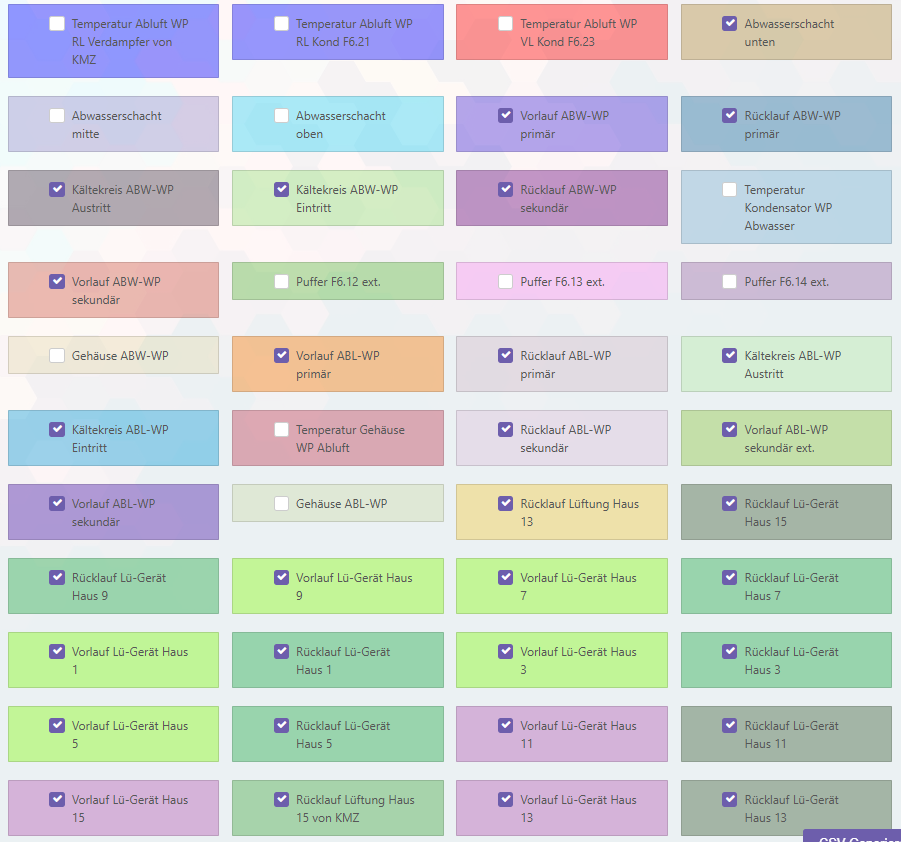 Temperatur Abluft WP
RL Verdampfer von
KMZ
Temperatur Abluft WP
RL Kond F6.21
Temperatur Abluft WP
VL Kond F6.23
Abwasserschacht
unten
Abwasserschacht
mitte
Abwasserschacht
oben
Vorlauf ABW-WP
primär
Rücklauf ABW-WP
primär
Kältekreis ABW-WP
Austritt
Kältekreis ABW-WP
Eintritt
Rücklauf ABW-WP
sekundär
Temperatur
Kondensator WP
Abwasser
Vorlauf ABW-WP
sekundär
Puffer F6.12 ext.
Puffer F6.13 ext.
Puffer F6.14 ext.
Gehäuse ABW-WP
Vorlauf ABL-WP
primär
Rücklauf ABL-WP
primär
Kältekreis ABL-WP
Austritt
Kältekreis ABL-WP
Eintritt
Temperatur Gehäuse
WP Abluft
Rücklauf ABL-WP
sekundär
Vorlauf ABL-WP
sekundär ext.
Vorlauf ABL-WP
sekundär
Gehäuse ABL-WP
Rücklauf Lüftung Haus
13
Rücklauf Lü-Gerät
Haus 15
Rücklauf Lü-Gerät
Haus 9
Vorlauf Lü-Gerät Haus
9
Vorlauf Lü-Gerät Haus
7
Rücklauf Lü-Gerät
Haus 7
Vorlauf Lü-Gerät Haus
1
Rücklauf Lü-Gerät
Haus 1
Vorlauf Lü-Gerät Haus
3
Rücklauf Lü-Gerät
Haus 3
Vorlauf Lü-Gerät Haus
5
Rücklauf Lü-Gerät
Haus 5
Vorlauf Lü-Gerät Haus
11
Rücklauf Lü-Gerät
Haus 11
Vorlauf Lü-Gerät Haus
15
Rücklauf Lüftung Haus
15 von KMZ
Vorlauf Lü-Gerät Haus
13
Rücklauf Lü-Gerät
Haus 13